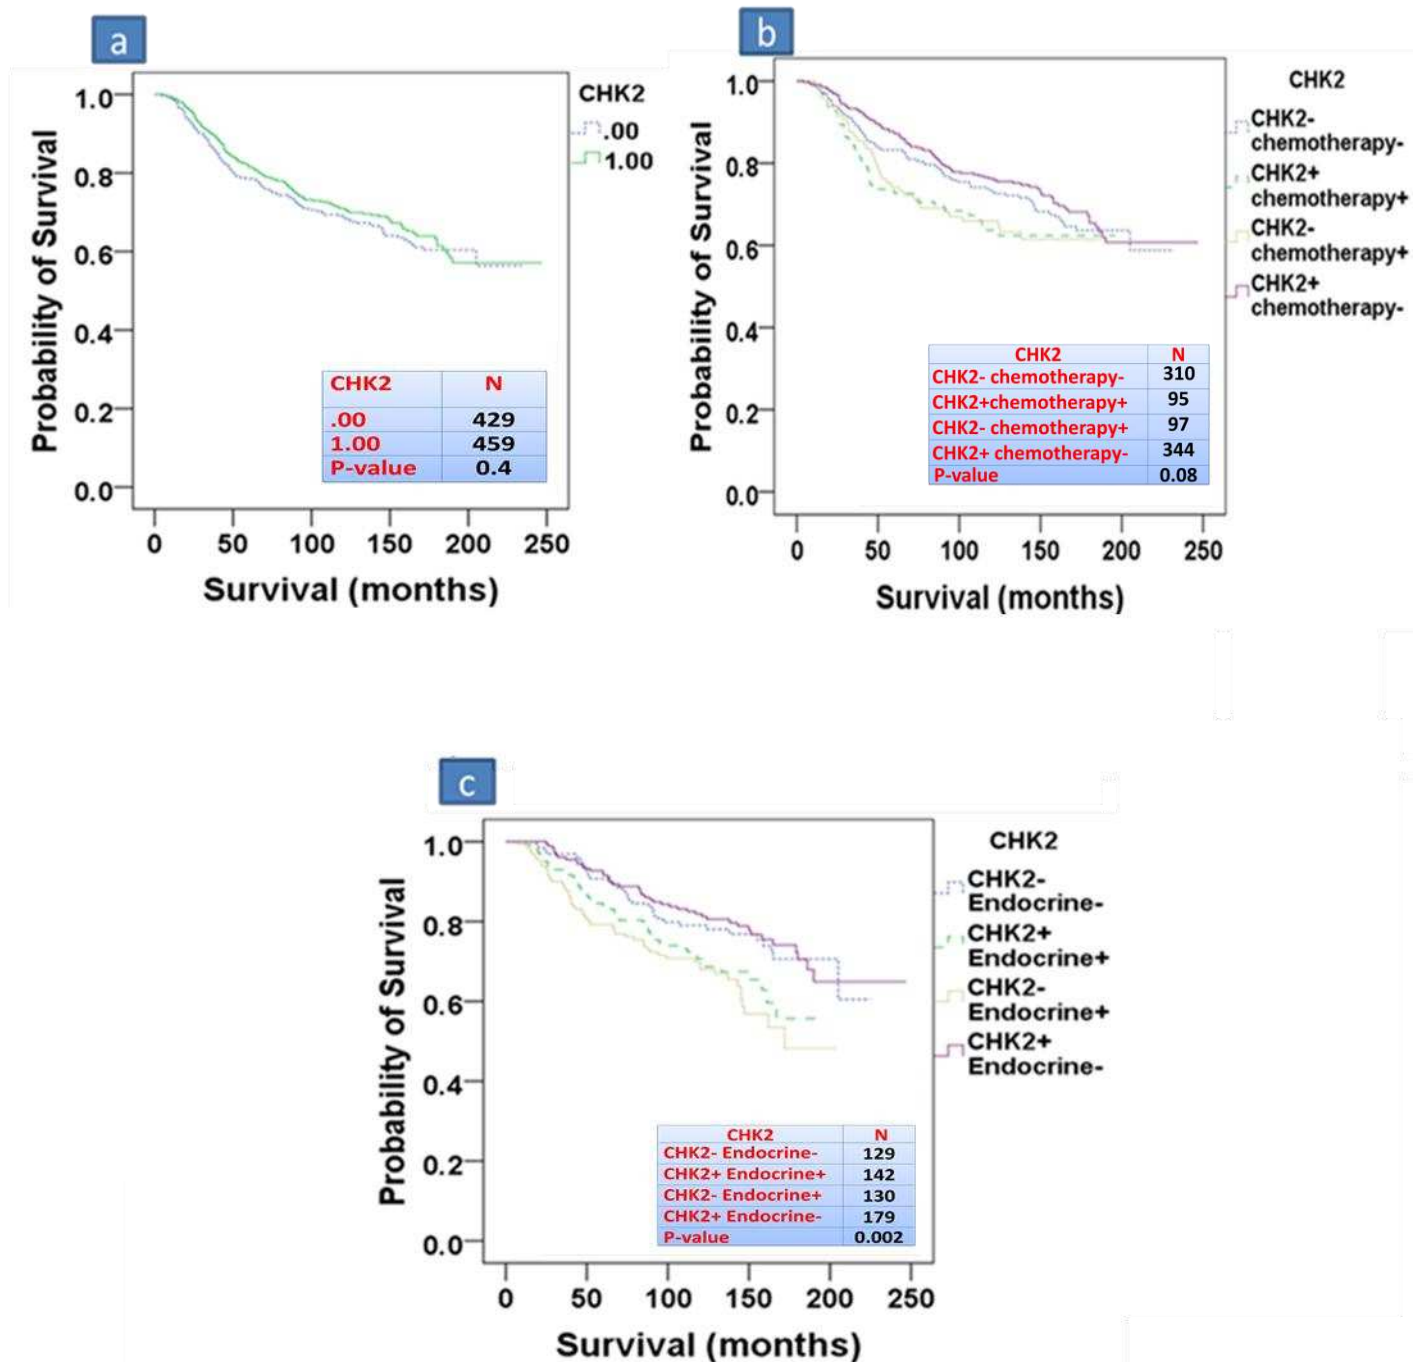 a
CHK2
.00
1.00
Probability of Survival
1.0
0.8
0.6
0.4
0.2
0.0
CHK2 N
.00 429
1.00 459
P-value 0.4
0 50 100 150 200 250
Survival (months)
b
CHK2
CHK2-
chemotherapy-
CHK2+
chemotherapy+
CHK2-
chemotherapy+
CHK2+
chemotherapy-
Probability of Survival
1.0
0.8
0.6
0.4
0.2
0.0
CHK2 N
CHK2- chemotherapy- 310
CHK2+chemotherapy+ 95
CHK2- chemotherapy+ 97
CHK2+ chemotherapy- 344
P-value 0.08
0 50 100 150 200 250
Survival (months)
c
CHK2
CHK2-
Endocrine-
CHK2+
Endocrine+
CHK2-
Endocrine+
CHK2+
Endocrine-
Probability of Survival
1.0
0.8
0.6
0.4
0.2
0.0
CHK2 N
CHK2- Endocrine- 129
CHK2+ Endocrine+ 142
CHK2- Endocrine+ 130
CHK2+ Endocrine- 179
P-value 0.002
0 50 100 150 200 250
Survival (months)